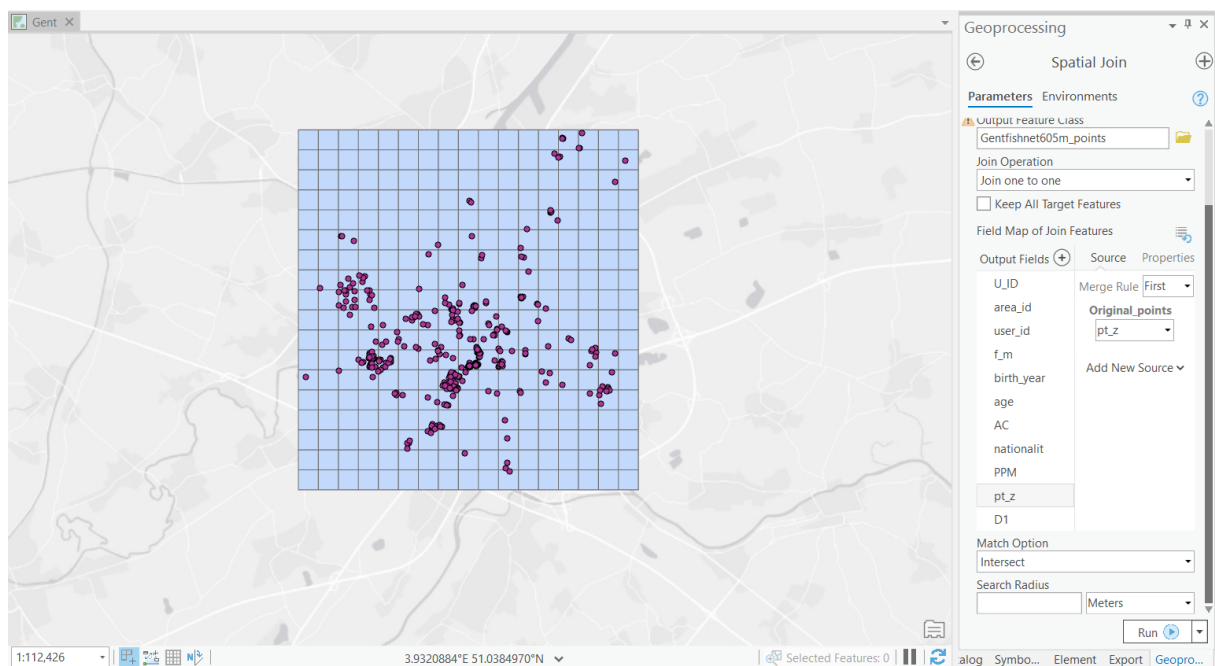 Gent
Geoprocessing
Spatial Join
Parameters Environments
Output Feature Class
Gentfishnet605m_points
Join Operation
Join one to one
Keep All Target Features
Field Map of Join Features
Output Fields Source Properties
U_ID
Merge Rule First
area_id
Original_points
user_id
pt_z
f_m
Add New Source
birth_year
age
AC
nationalit
PPM
pt_z
D1
Match Option
Intersect
Search Radius
Meters
Run
1:112,426
3.9320884°E 51.0384970°N
Selected Features: 0
alog Symbo... Element Export Geopro...